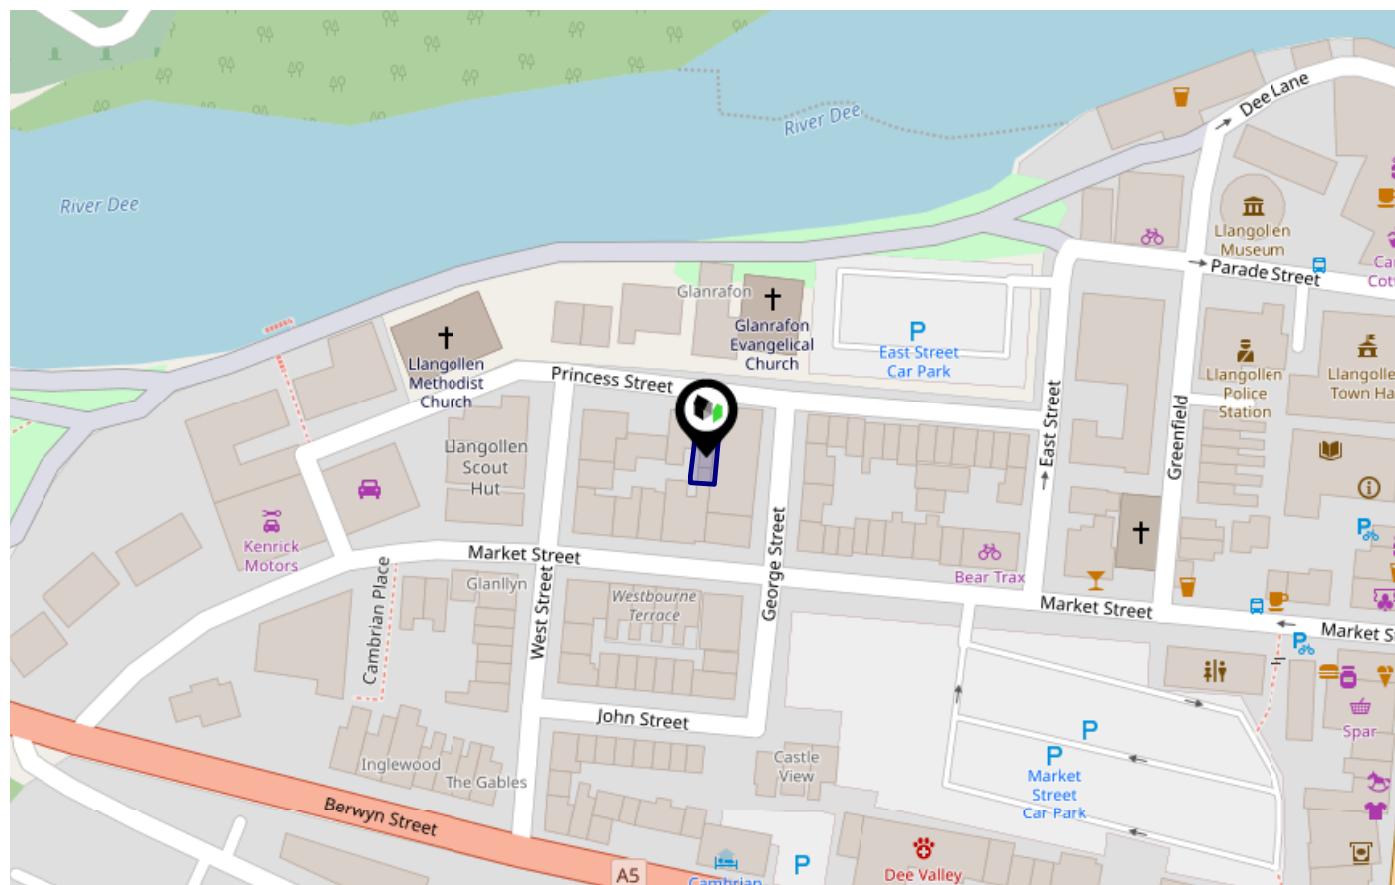 Dee Lane
River Dee
River Dee
Llangollen
Museum
Parade Street
Glanrafon
Glanrafon
Evangelical
Church
East Street
Car Park
Llangollen
Methodist
Church
Princess Street
Llangollen
Police
Station
Town
East Street
Greenfield
Llangollen
Scout
Hut
Kenrick
Motors
Market Street
Glanllyn
Westbourne
Terrace
George Street
West Street
Cambrian Place
Bear Trax
Market Street
Market
John Street
Spar
Inglewood
The Gables
Castle
View
Market
Street
Car Park
Berwyn Street
A5
Cambrian
Dee Valley
P
P
P
P